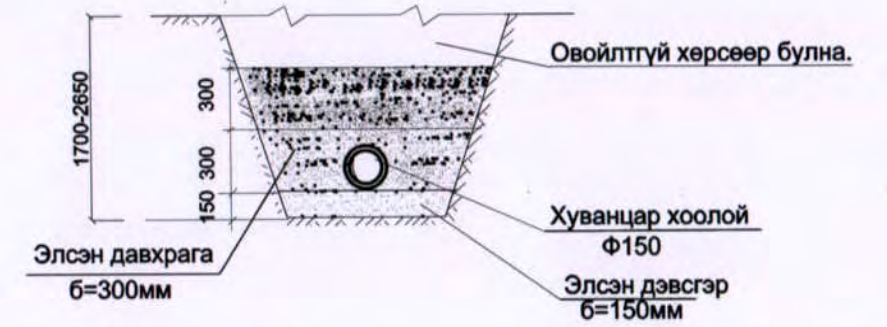 Овойлтгүй хөрсөөр булна.
1700-2650
300
300
150
Хуванцар хоолой
Ф150
Элсэн давхрага
б=300мм
Элсэн дэвсгэр
б=150мм